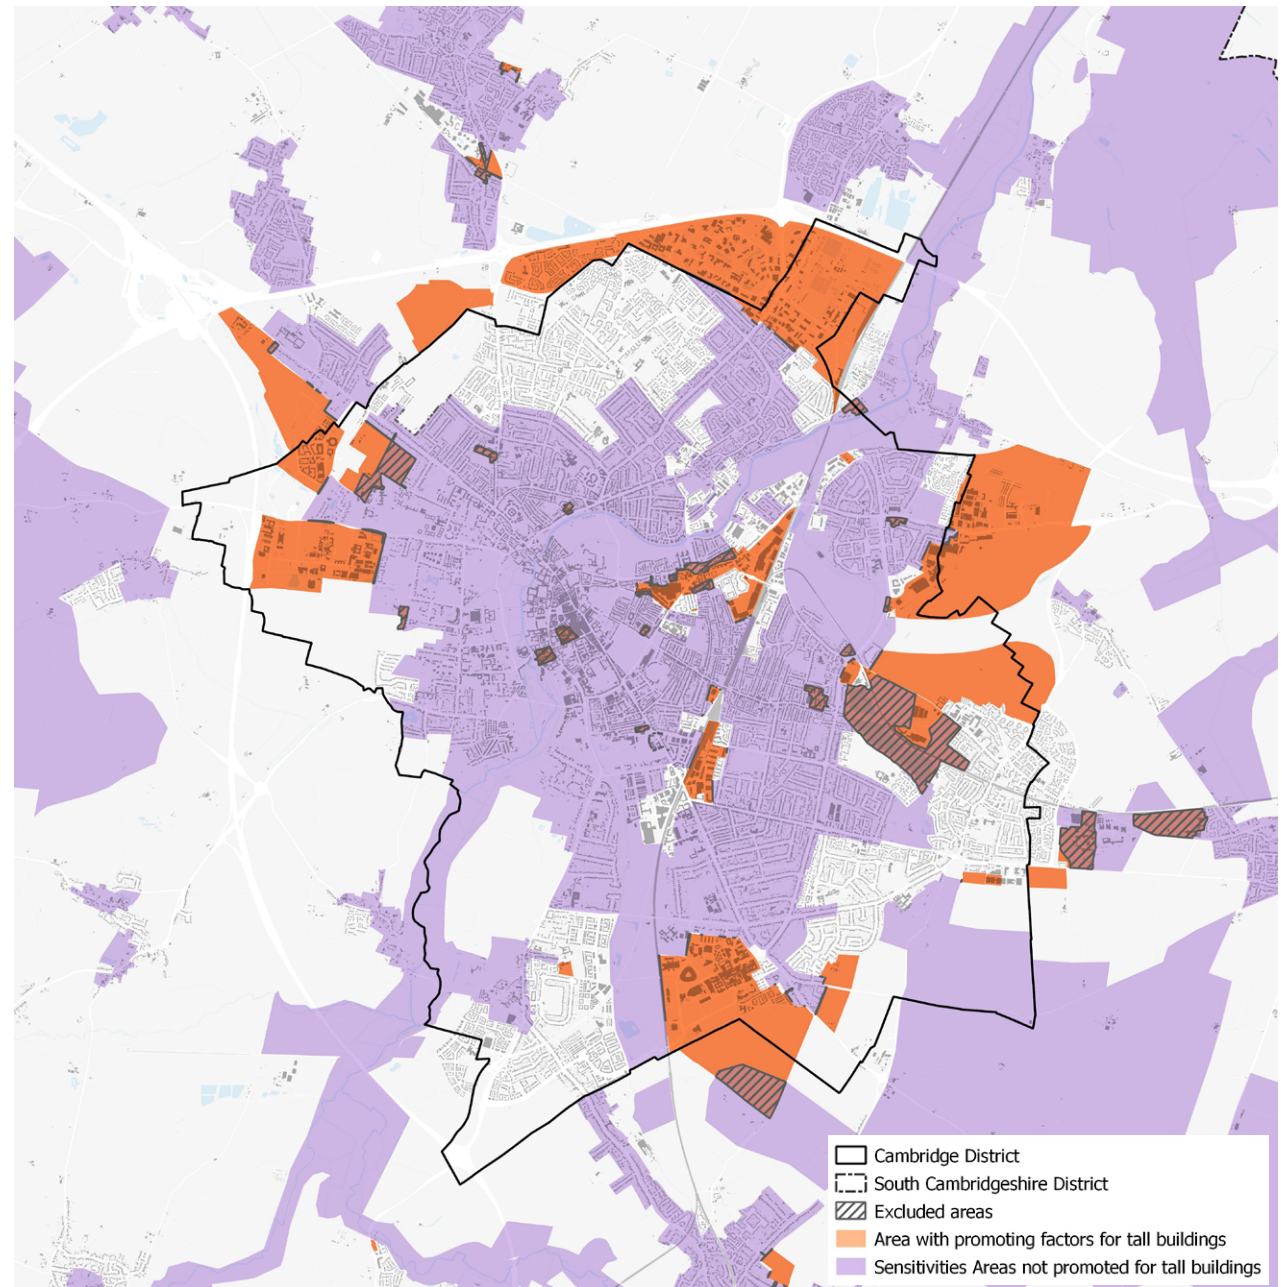 Cambridge District
South Cambridgeshire District
Excluded areas
Area with promoting factors for tall buildings
Sensitivities Areas not promoted for tall buildings